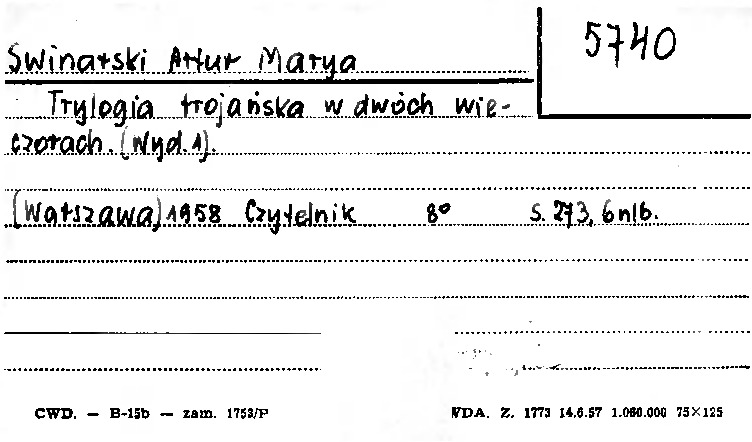 5740
Swinarski Artur Marya
Trylogia trojańska w dwóch wie-
czorach. (Wyd. 1).
(Warszawa) 1958 Czytelnik 8° S. 273, 6 nlb.
CWD. — B-15b — zam. 1753/P
WDA. Z. 1773 14.6.57 1.060.000 75×125